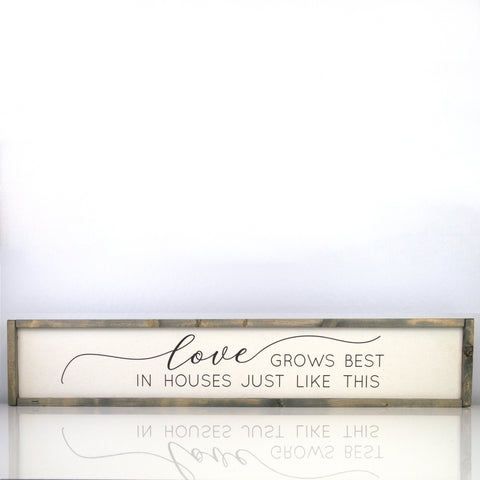 love GROWS BEST
IN HOUSES JUST LIKE THIS